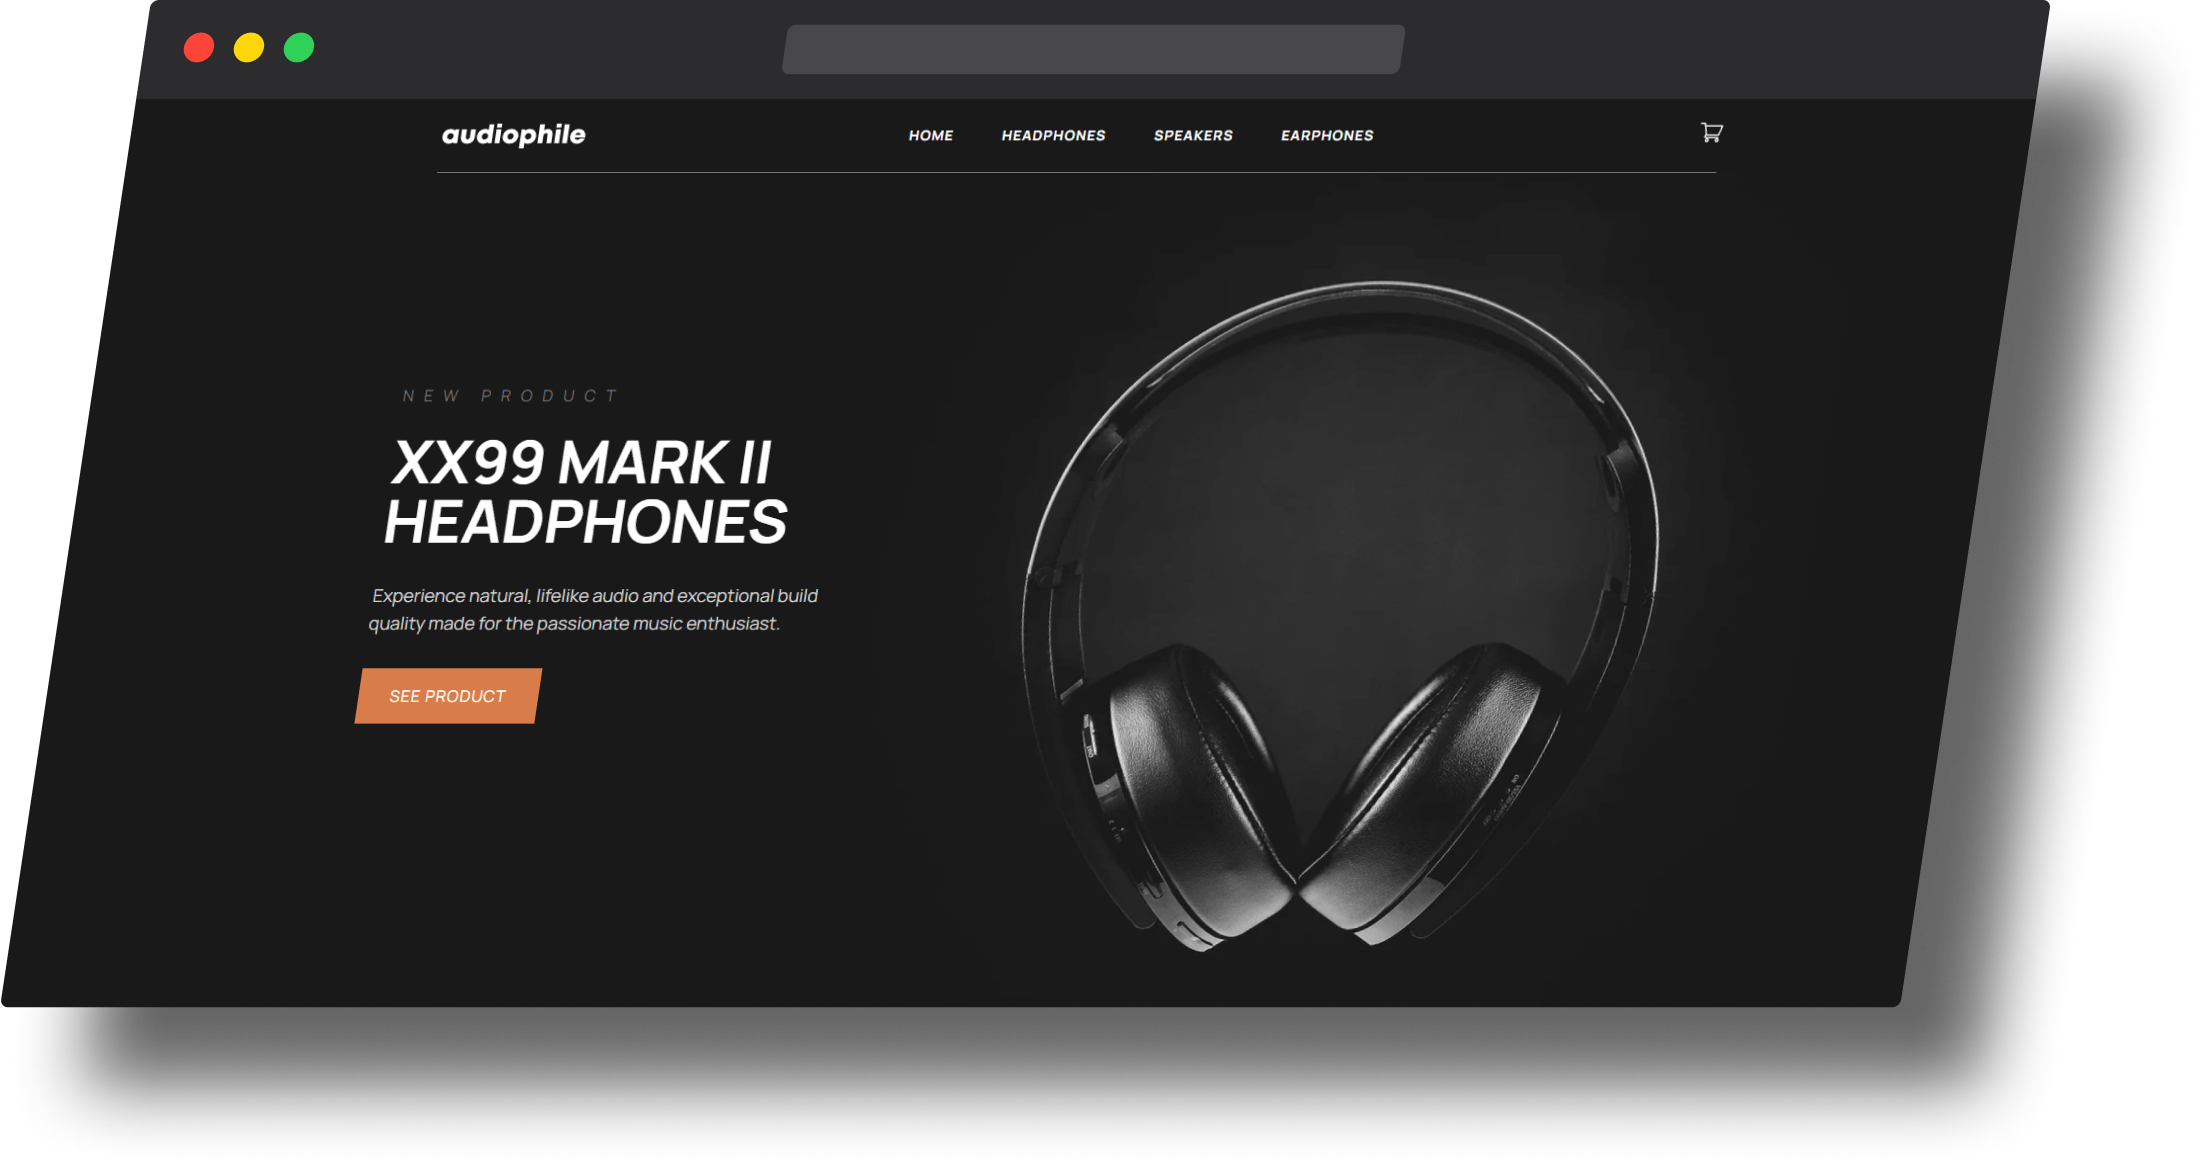 audiophile
HOME HEADPHONES SPEAKERS EARPHONES
NEW PRODUCT
XX99 MARK II
HEADPHONES
Experience natural, lifelike audio and exceptional build
quality made for the passionate music enthusiast.
SEE PRODUCT